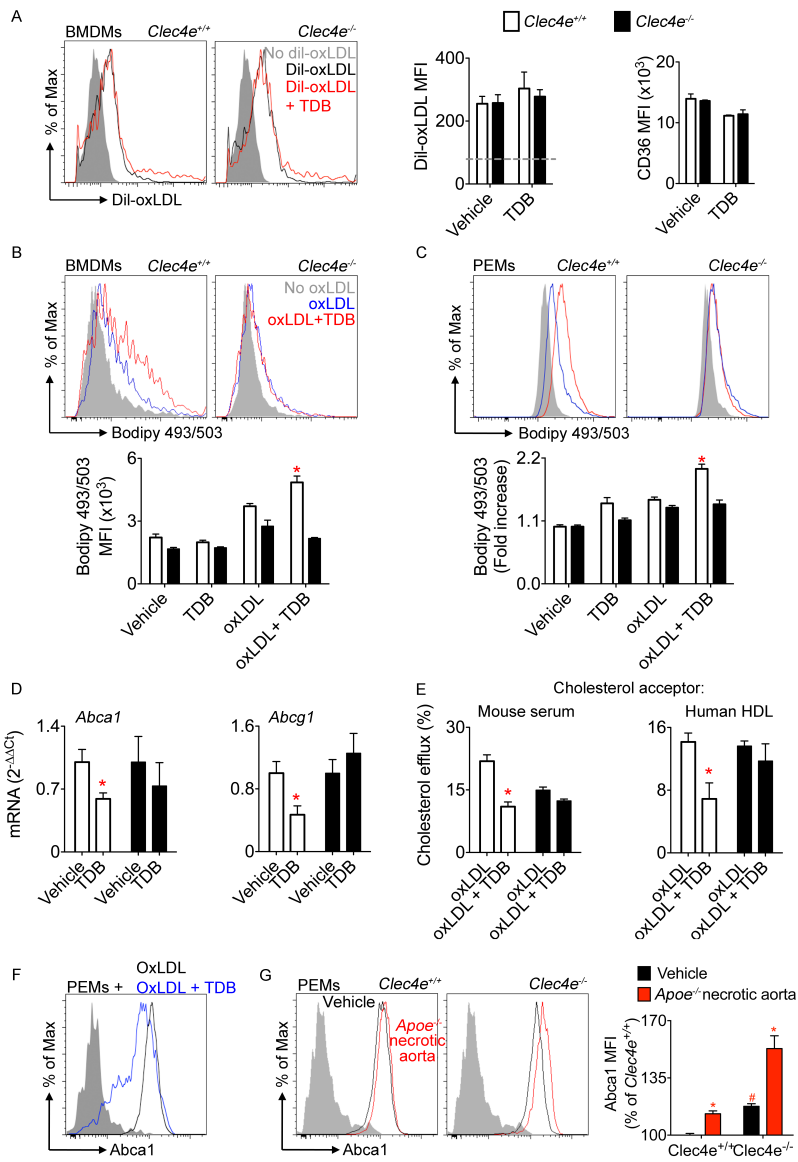 A
BMDMs Clec4e+/+ Clec4e-/-
No dil-oxLDL
Dil-oxLDL
Dil-oxLDL
+ TDB
% of Max
Dil-oxLDL
Clec4e+/+ Clec4e-/-
Dil-oxLDL MFI
400
200
0
Vehicle
TDB
CD36 MFI (x10³)
20
10
0
Vehicle
TDB
B
BMDMs Clec4e+/+ Clec4e-/-
No oxLDL
oxLDL
oxLDL+TDB
% of Max
Bodipy 493/503
Bodipy 493/503
MFI (x10³)
6
3
0
*
Vehicle
TDB
oxLDL
oxLDL + TDB
C
PEMs Clec4e+/+ Clec4e-/-
% of Max
Bodipy 493/503
Bodipy 493/503
(Fold increase)
2.2
1.1
0.0
*
Vehicle
TDB
oxLDL
oxLDL + TDB
D
Abca1
mRNA (2-ΔΔCt)
1.4
0.7
0
*
Vehicle
TDB
Vehicle
TDB
Abcg1
1.6
0.8
0
*
Vehicle
TDB
Vehicle
TDB
E
Cholesterol acceptor:
Mouse serum
Cholesterol efflux (%)
30
15
0
*
oxLDL
oxLDL + TDB
oxLDL
oxLDL + TDB
Human HDL
16
8
0
*
oxLDL
oxLDL + TDB
oxLDL
oxLDL + TDB
F
OxLDL
PEMs + OxLDL + TDB
% of Max
Abca1
G
PEMs Clec4e+/+ Clec4e-/-
Vehicle
Apoe-/-
necrotic
aorta
% of Max
Abca1
Vehicle
Apoe-/- necrotic aorta
Abca1 MFI
(% of Clec4e+/+)
170
135
100
*
#
*
Clec4e+/+ Clec4e-/-